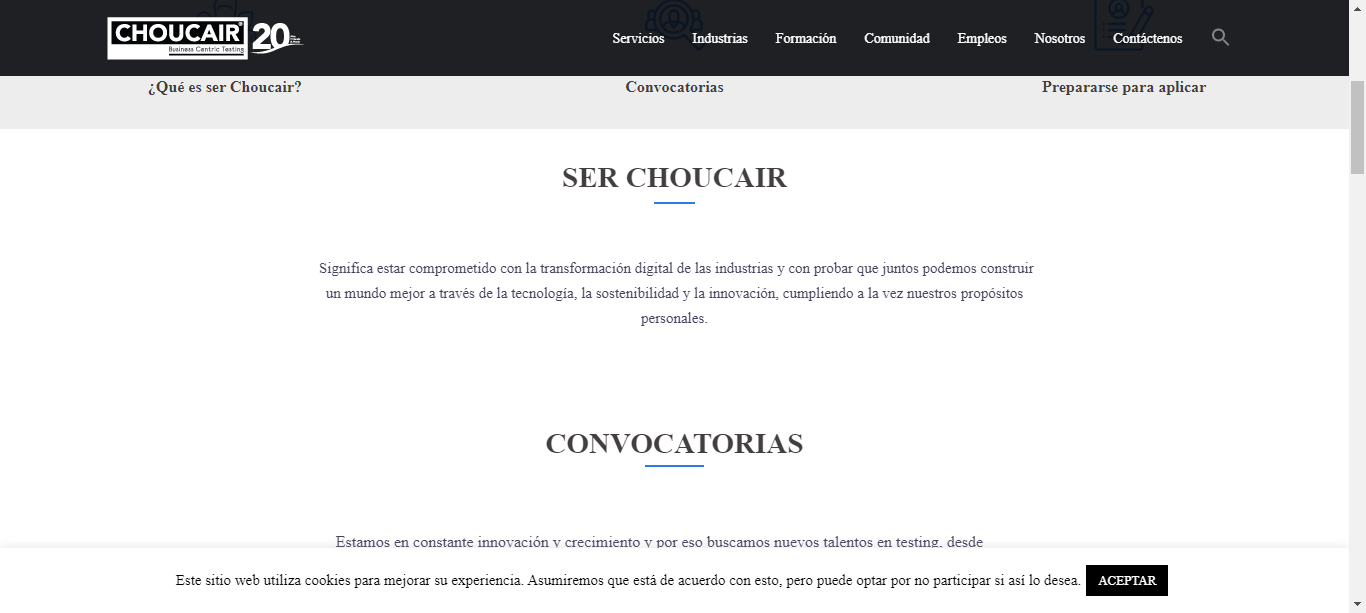 CHOUCAIR®
Business Centric Testing
20
Servicios Industrias Formación Comunidad Empleos Nosotros Contáctenos
¿Qué es ser Choucair? Convocatorias Prepararse para aplicar
SER CHOUCAIR
Significa estar comprometido con la transformación digital de las industrias y con probar que juntos podemos construir
un mundo mejor a través de la tecnología, la sostenibilidad y la innovación, cumpliendo a la vez nuestros propósitos
personales.
CONVOCATORIAS
Estamos en constante innovación y crecimiento y por eso buscamos nuevos talentos en testing, desde
Este sitio web utiliza cookies para mejorar su experiencia. Asumiremos que está de acuerdo con esto, pero puede optar por no participar si así lo desea. ACEPTAR